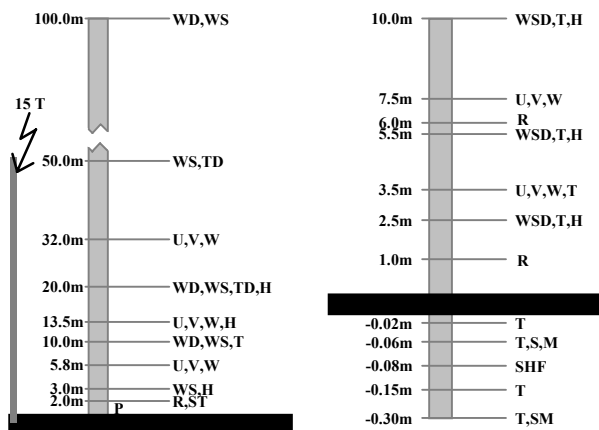 100.0m WD,WS
15 T
50.0m WS,TD
32.0m U,V,W
20.0m WD,WS,TD,H
13.5m U,V,W,H
10.0m WD,WS,T
5.8m U,V,W
3.0m WS,H
2.0m R,ST
P
10.0m WSD,T,H
7.5m U,V,W
6.0m R
5.5m WSD,T,H
3.5m U,V,W,T
2.5m WSD,T,H
1.0m R
-0.02m T
-0.06m T,S,M
-0.08m SHF
-0.15m T
-0.30m T,SM